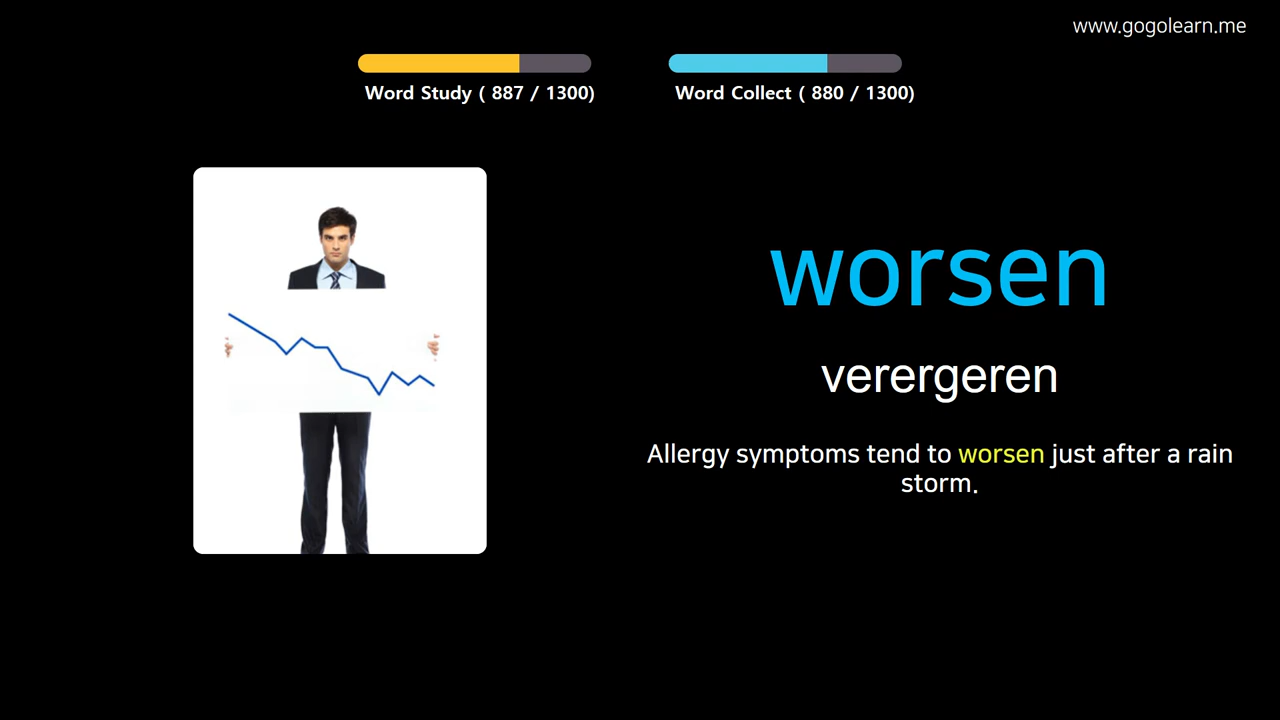 www.gogolearn.me
Word Study ( 887 / 1300)
Word Collect ( 880 / 1300)
worsen
verergeren
Allergy symptoms tend to worsen just after a rain
storm.